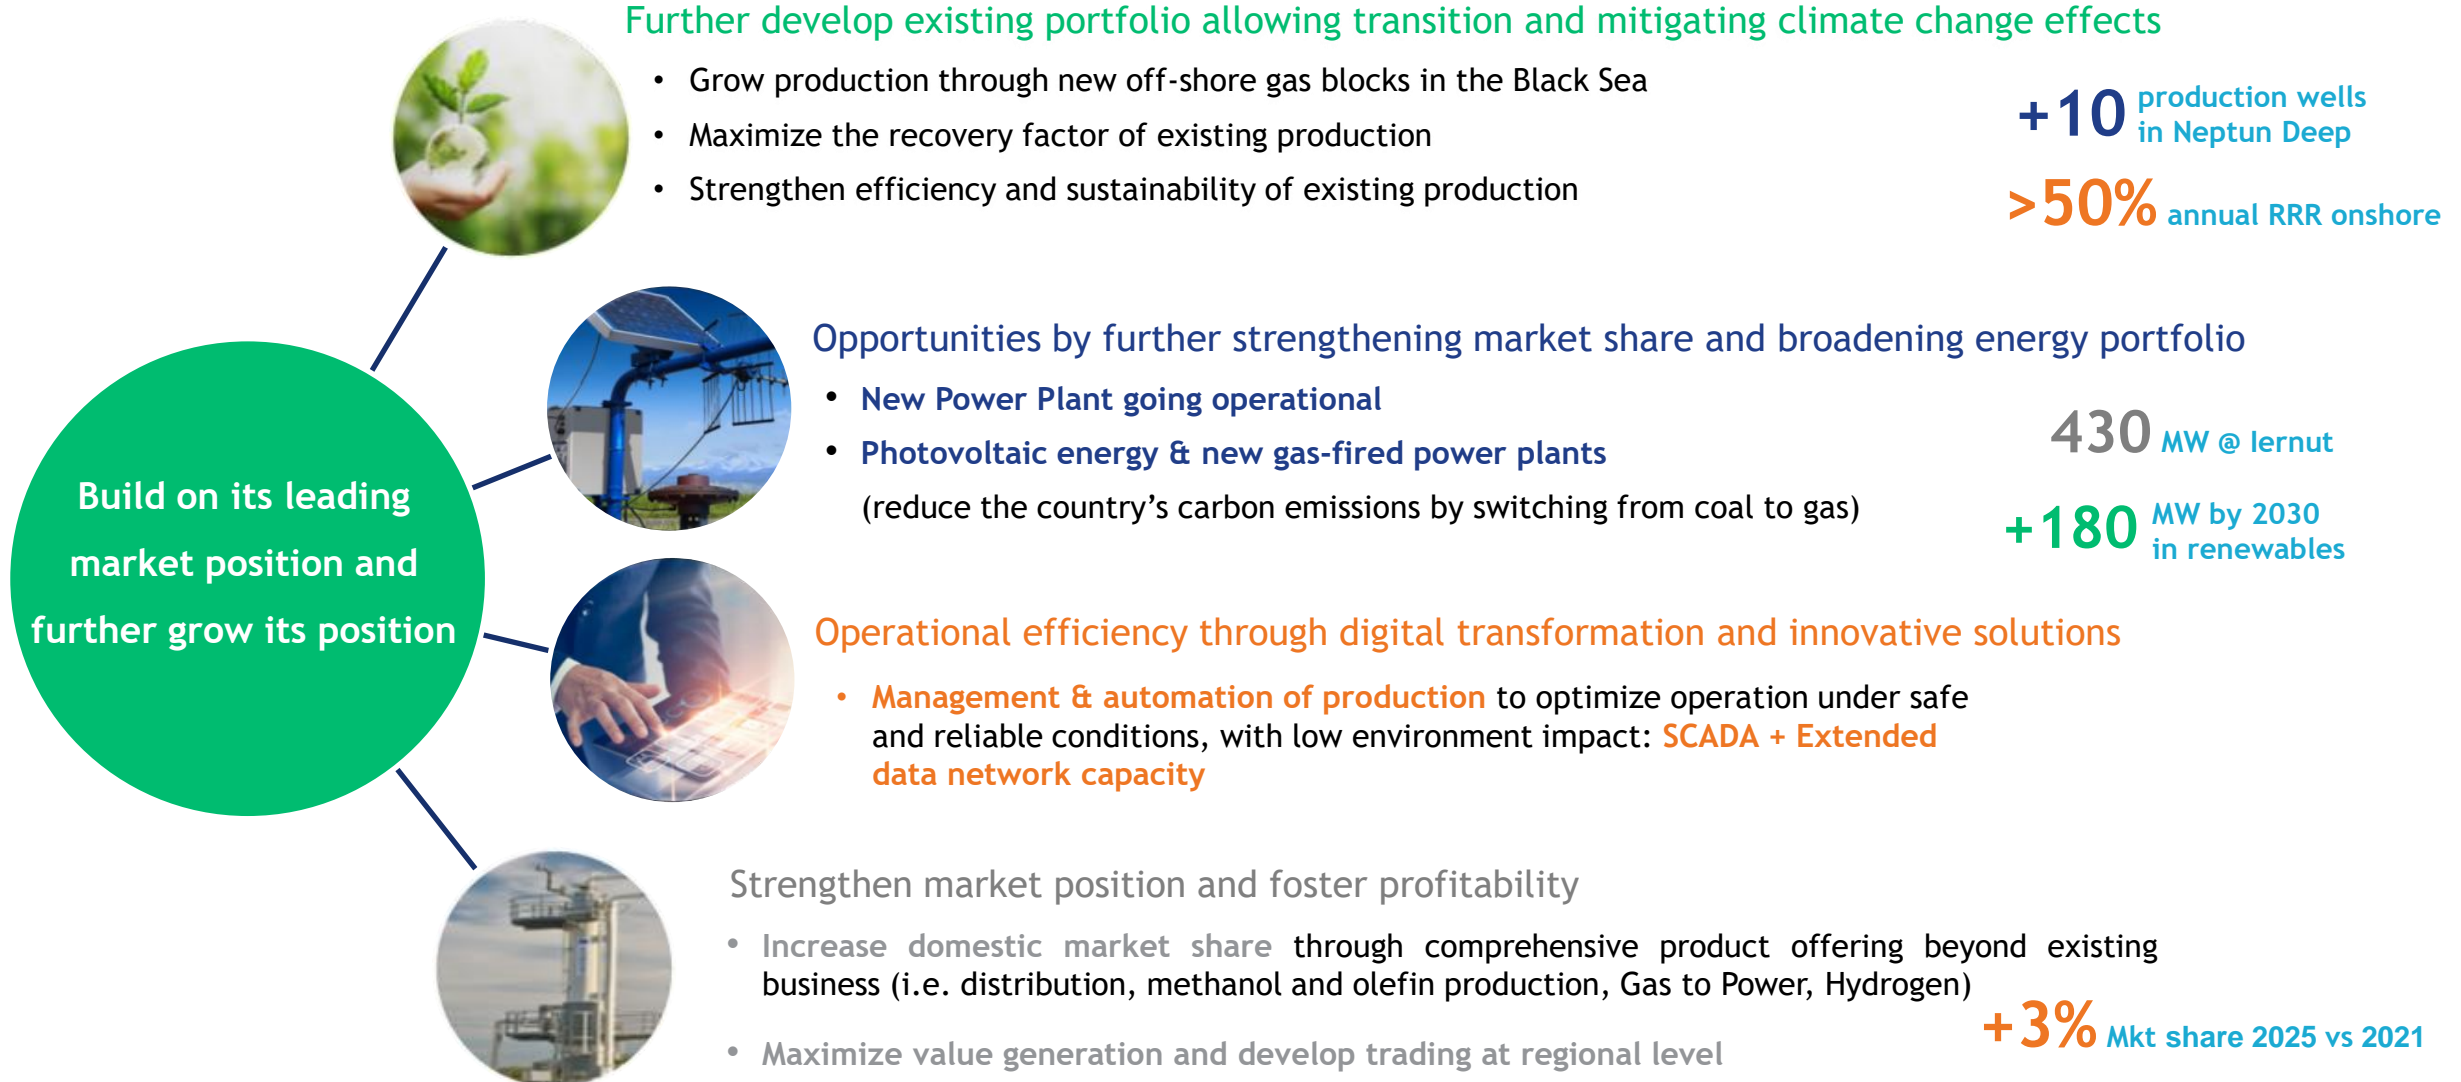 Further develop existing portfolio allowing transition and mitigating climate change effects
• Grow production through new off-shore gas blocks in the Black Sea
• Maximize the recovery factor of existing production
• Strengthen efficiency and sustainability of existing production
+10 production wells
in Neptun Deep
>50% annual RRR onshore
Opportunities by further strengthening market share and broadening energy portfolio
• New Power Plant going operational
• Photovoltaic energy & new gas-fired power plants
(reduce the country’s carbon emissions by switching from coal to gas)
430 MW @ Iernut
+180 MW by 2030
in renewables
Build on its leading
market position and
further grow its position
Operational efficiency through digital transformation and innovative solutions
• Management & automation of production to optimize operation under safe
and reliable conditions, with low environment impact: SCADA + Extended
data network capacity
Strengthen market position and foster profitability
• Increase domestic market share through comprehensive product offering beyond existing
business (i.e. distribution, methanol and olefin production, Gas to Power, Hydrogen)
• Maximize value generation and develop trading at regional level
+3% Mkt share 2025 vs 2021